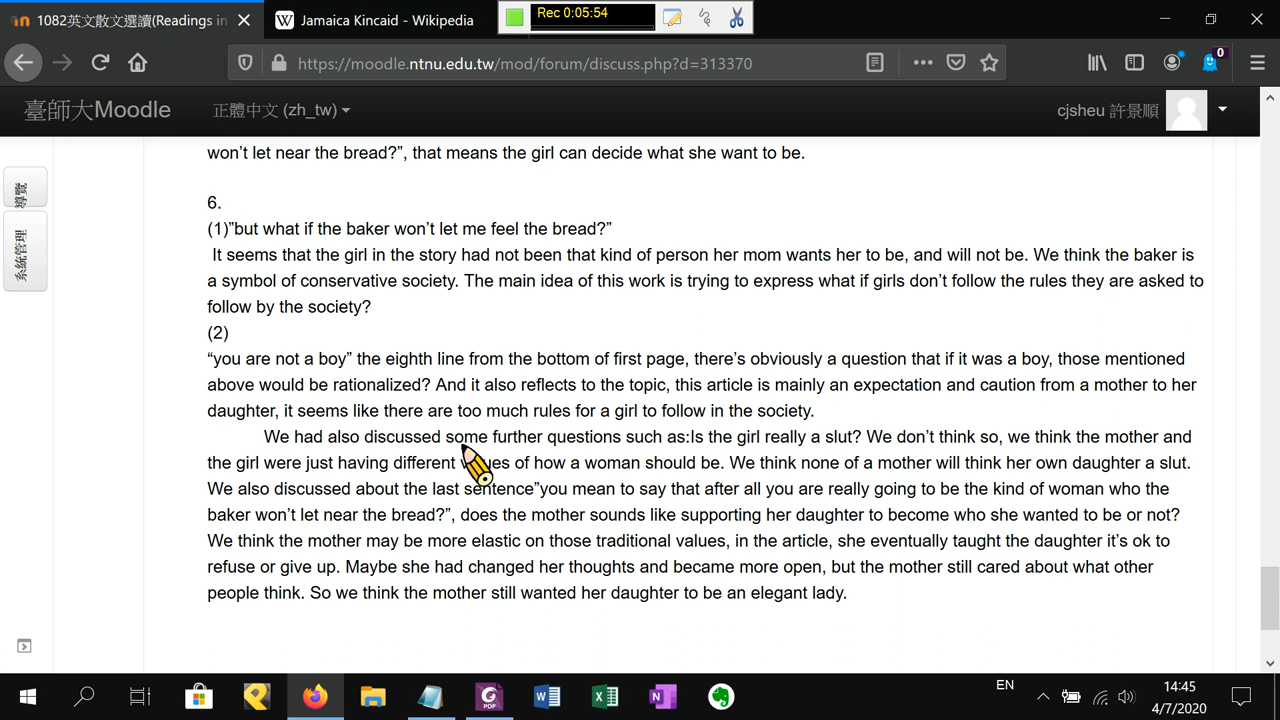 1082英文散文選讀(Readings in
Jamaica Kincaid - Wikipedia
Rec 0:05:54
https://moodle.ntnu.edu.tw/mod/forum/discuss.php?d=313370
0
臺師大Moodle
正體中文 (zh_tw)
cjsheu 許景順
導覽
系統管理
won't let near the bread?", that means the girl can decide what she want to be.
6.
(1)"but what if the baker won't let me feel the bread?"
It seems that the girl in the story had not been that kind of person her mom wants her to be, and will not be. We think the baker is
a symbol of conservative society. The main idea of this work is trying to express what if girls don't follow the rules they are asked to
follow by the society?
(2)
"you are not a boy" the eighth line from the bottom of first page, there's obviously a question that if it was a boy, those mentioned
above would be rationalized? And it also reflects to the topic, this article is mainly an expectation and caution from a mother to her
daughter, it seems like there are too much rules for a girl to follow in the society.
We had also discussed some further questions such as:Is the girl really a slut? We don't think so, we think the mother and
the girl were just having different of how a woman should be. We think none of a mother will think her own daughter a slut.
We also discussed about the last sentence"you mean to say that after all you are really going to be the kind of woman who the
baker won't let near the bread?", does the mother sounds like supporting her daughter to become who she wanted to be or not?
We think the mother may be more elastic on those traditional values, in the article, she eventually taught the daughter it's ok to
refuse or give up. Maybe she had changed her thoughts and became more open, but the mother still cared about what other
people think. So we think the mother still wanted her daughter to be an elegant lady.
PDF
EN
14:45
4/7/2020